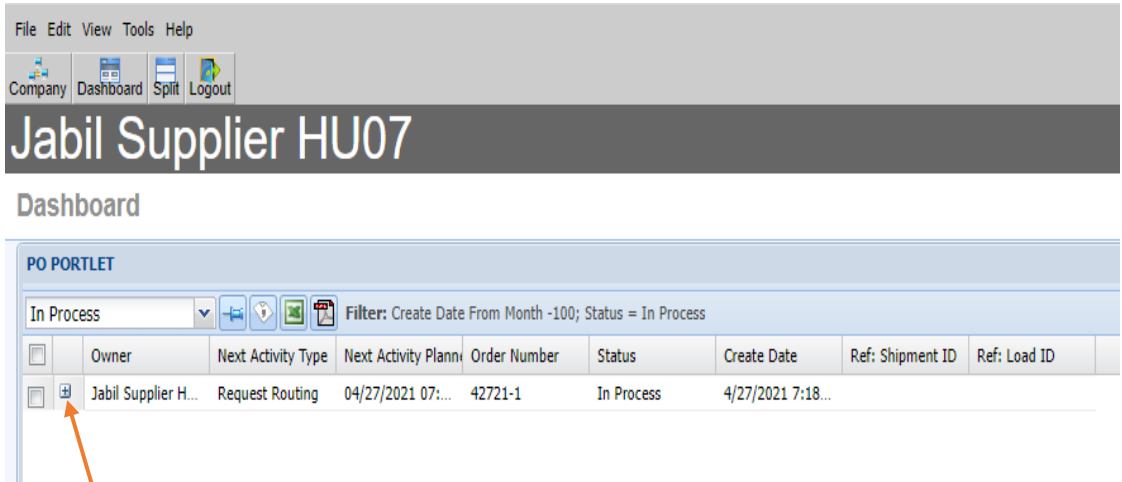 File Edit View Tools Help
Company Dashboard Split Logout
Jabil Supplier HU07
Dashboard
PO PORTLET
In Process Filter: Create Date From Month -100; Status = In Process
Owner Next Activity Type Next Activity Planne Order Number Status Create Date Ref: Shipment ID Ref: Load ID
Jabil Supplier H... Request Routing 04/27/2021 07:... 42721-1 In Process 4/27/2021 7:18...